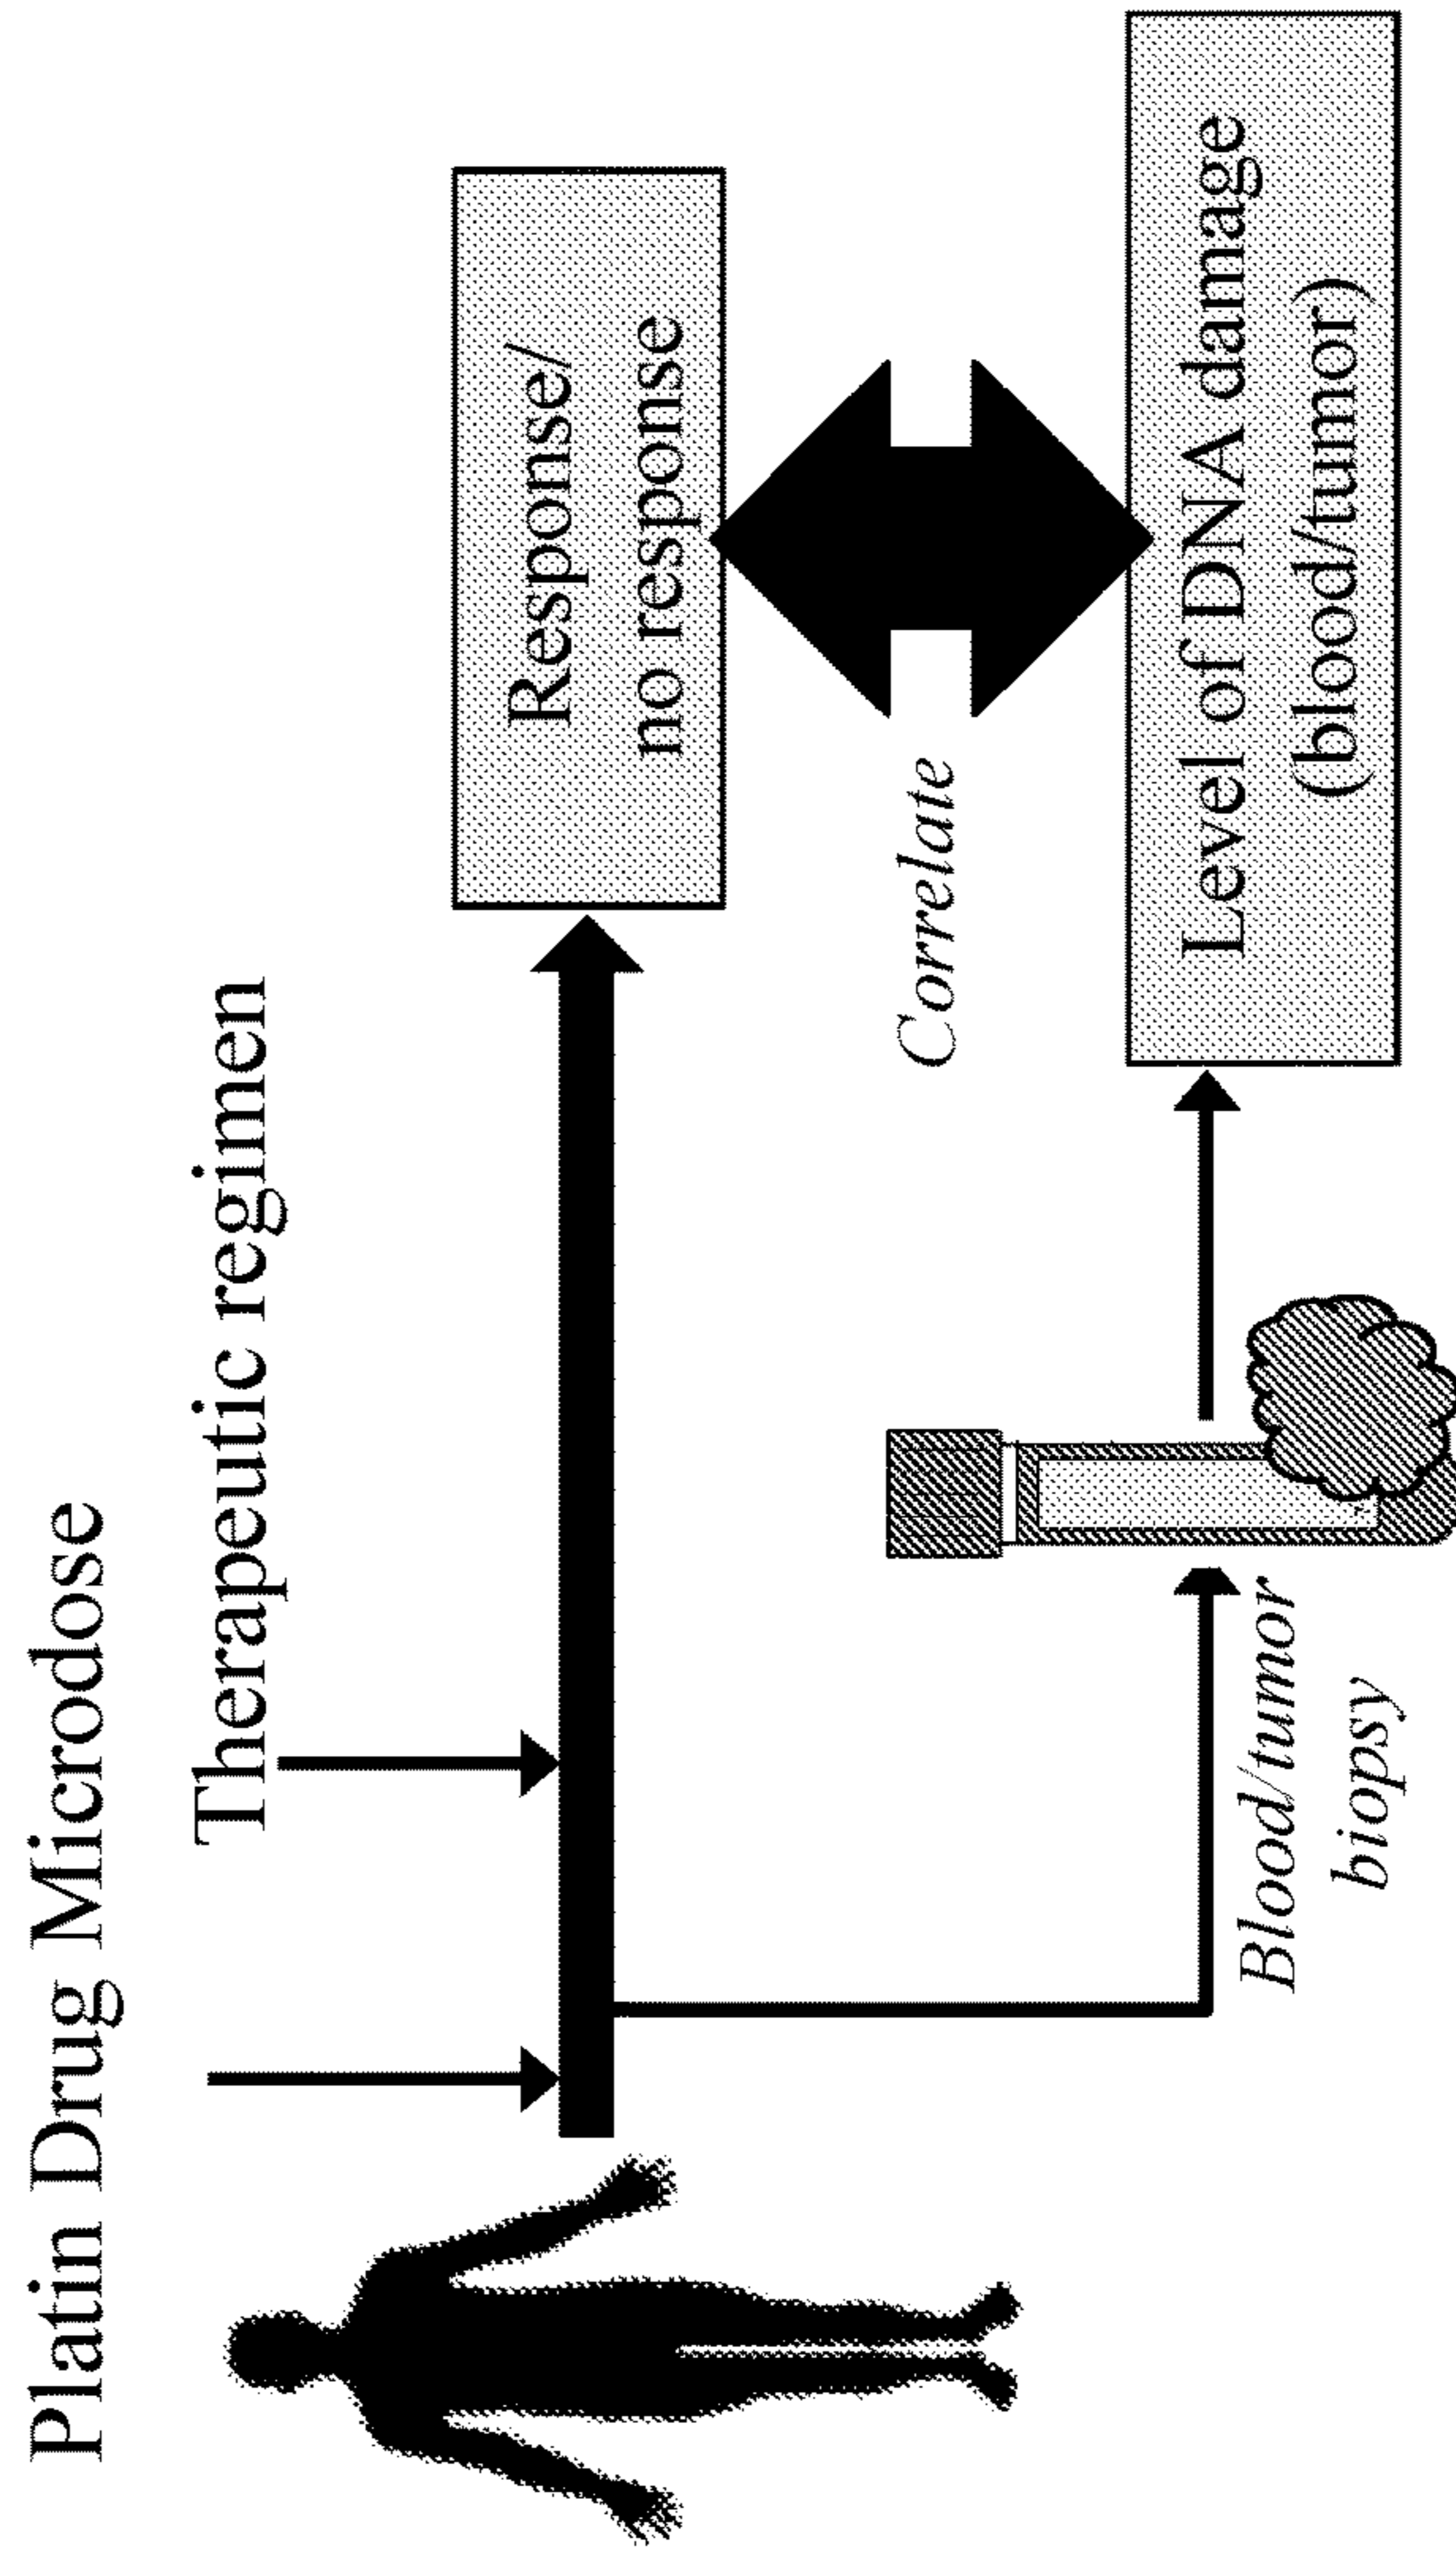 Platin Drug Microdose
Therapeutic regimen
Response/
no response
Correlate
Blood/tumor
biopsy
Level of DNA damage
(blood/tumor)